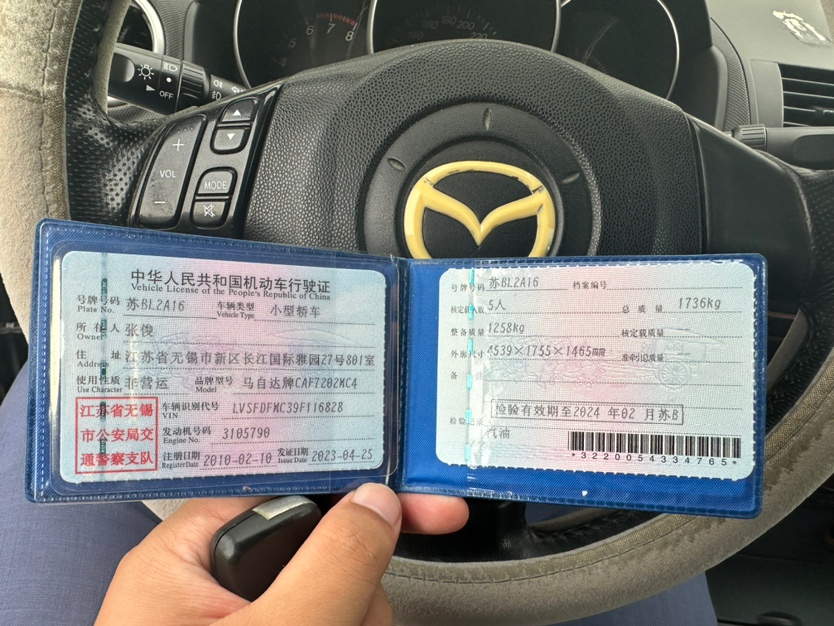 5 6 7 8
160 180 200
220
OFF
+
VOL
−
MODE
中华人民共和国机动车行驶证
Vehicle License of the People's Republic of China
号牌号码 苏BL2A16 车辆类型 小型轿车
Plate No. Vehicle Type
所有人 张俊
Owner
住址 江苏省无锡市新区长江国际雅园27号801室
Address
使用性质 非营运 品牌型号 马自达牌CAF7Z02MC4
Use Character Model
江苏省无锡
市公安局交
通警察支队
车辆识别代号 LVSFDFMC39F116828
VIN
发动机号码 3105790
Engine No.
注册日期 2010-02-10 发证日期 2023-04-25
Register Date Issue Date
号牌号码 苏BL2A16 档案编号
核定载人数 5人 总质量 1736kg
整备质量 1258kg 核定载质量
外廓尺寸 4539×1755×1465mm 准牵引总质量
备注
检验有效期至2024年02月苏B
检验记录
汽油
*3220054334765*